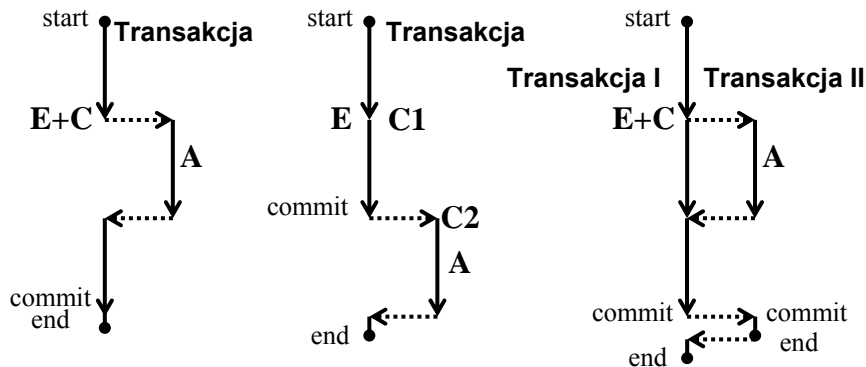 start
Transakcja
E+C
A
commit
end
start
Transakcja
E C1
commit
C2
A
end
start
Transakcja I Transakcja II
E+C
A
commit
commit
end
end